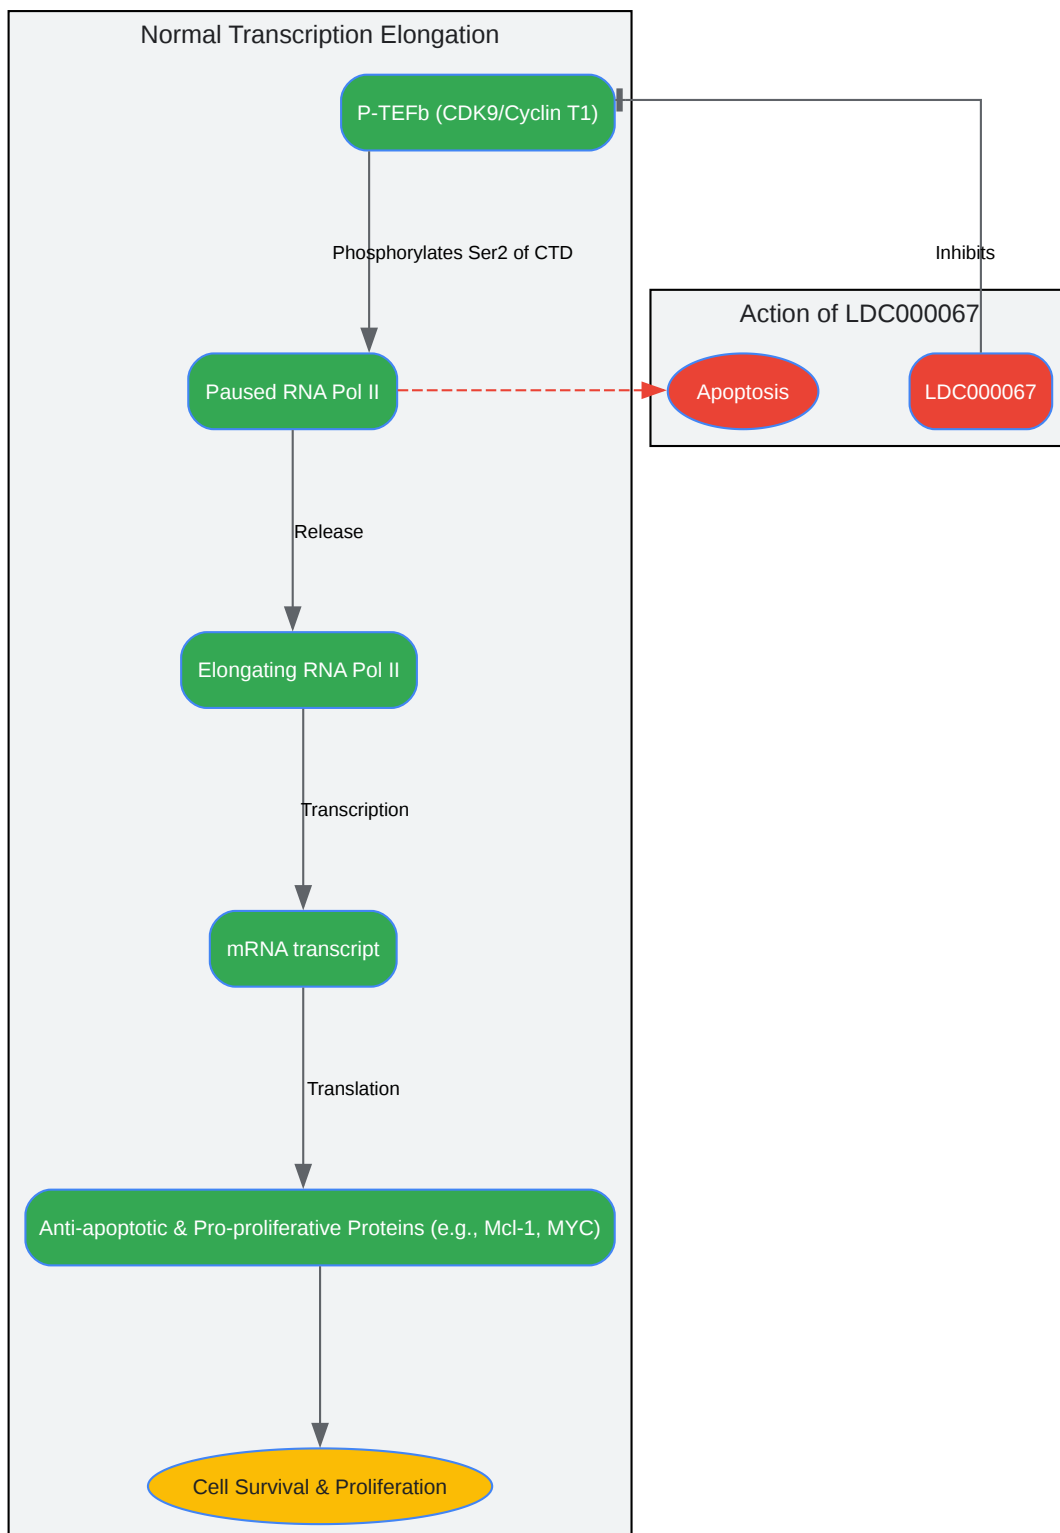 Normal Transcription Elongation
P-TEFb (CDK9/Cyclin T1)
Phosphorylates Ser2 of CTD
Inhibits
Action of LDC000067
Paused RNA Pol II
Apoptosis
LDC000067
Release
Elongating RNA Pol II
Transcription
mRNA transcript
Translation
Anti-apoptotic & Pro-proliferative Proteins (e.g., Mcl-1, MYC)
Cell Survival & Proliferation